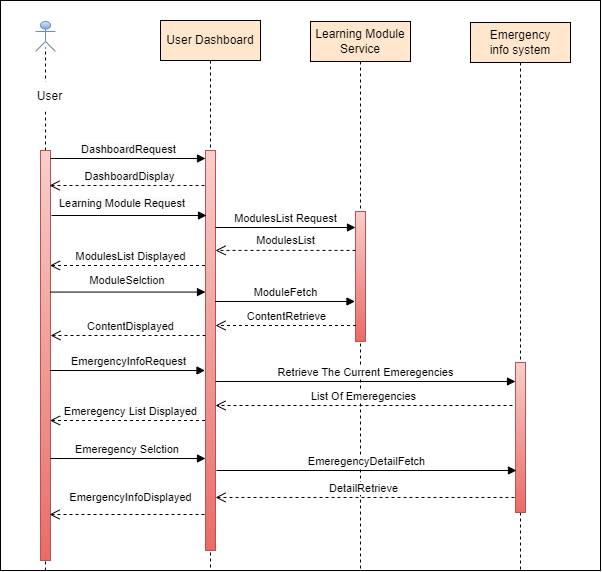 User
User Dashboard
Learning Module
Service
Emergency
info system
DashboardRequest
DashboardDisplay
Learning Module Request
ModulesList Request
ModulesList
ModulesList Displayed
ModuleSelction
ModuleFetch
ContentRetrieve
ContentDisplayed
EmergencyInfoRequest
Retrieve The Current Emeregencies
List Of Emeregencies
Emeregency List Displayed
Emeregency Selction
EmeregencyDetailFetch
DetailRetrieve
EmergencyInfoDisplayed